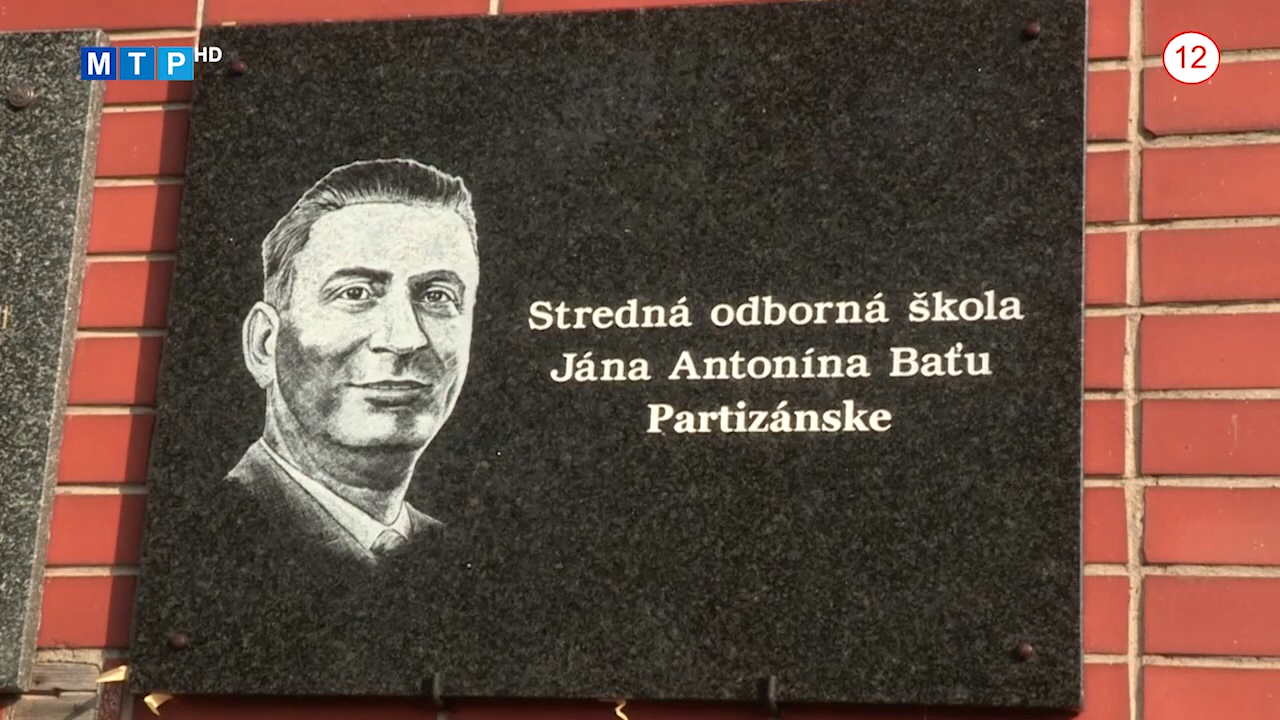 MTP HD
12
Stredná odborná škola
Jána Antonína Baťu
Partizánske